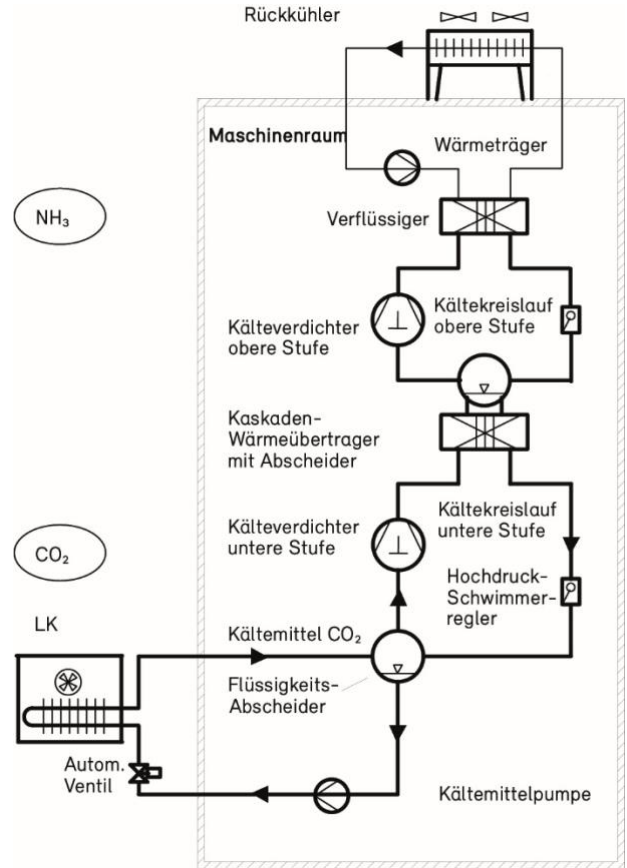 Rückkühler
Maschinenraum
Wärmeträger
NH₃
Verflüssiger
Kälteverdichter
obere Stufe
Kältekreislauf
obere Stufe
Kaskaden-
Wärmeübertrager
mit Abscheider
Kälteverdichter
untere Stufe
Kältekreislauf
untere Stufe
CO₂
Hochdruck-
Schwimmer-
regler
LK
Kältemittel CO₂
Flüssigkeits-
Abscheider
Autom.
Ventil
Kältemittelpumpe